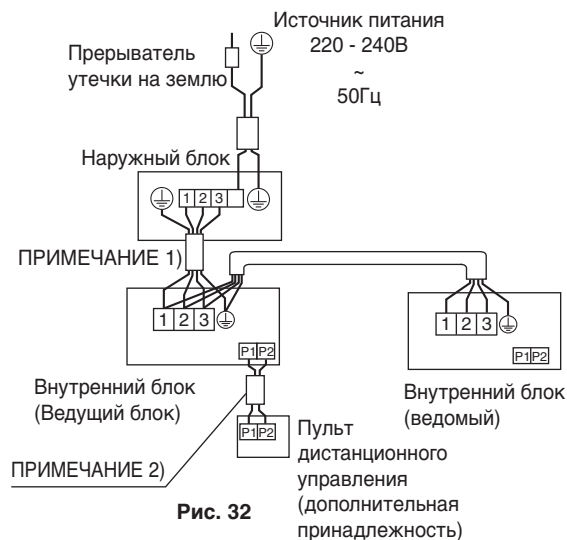 Источник питания
220 - 240В
~
50Гц
Прерыватель
утечки на землю
Наружный блок
1 2 3
ПРИМЕЧАНИЕ 1)
1 2 3
P1 P2
Внутренний блок
(Ведущий блок)
1 2 3
P1 P2
Внутренний блок
(ведомый)
P1 P2
Пульт
дистанционного
управления
(дополнительная
принадлежность)
ПРИМЕЧАНИЕ 2)
Рис. 32